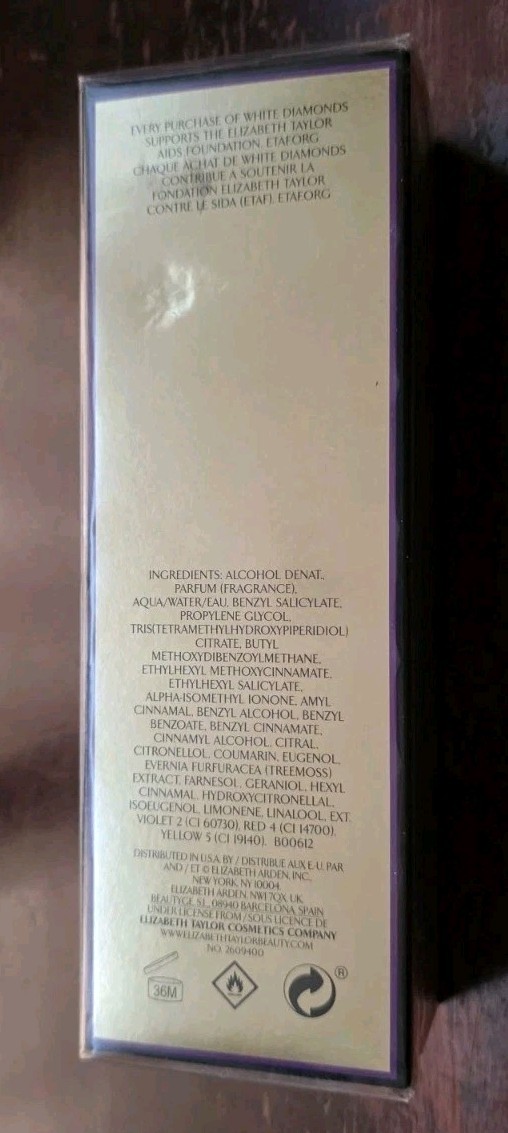 EVERY PURCHASE OF WHITE DIAMONDS
SUPPORTS THE ELIZABETH TAYLOR
AIDS FOUNDATION. ETAF.ORG
CHAQUE ACHAT DE WHITE DIAMONDS
CONTRIBUE A SOUTENIR LA
FONDATION ELIZABETH TAYLOR
CONTRE LE SIDA (ETAF). ETAF.ORG
INGREDIENTS: ALCOHOL DENAT.,
PARFUM (FRAGRANCE),
AQUA/WATER/EAU, BENZYL SALICYLATE,
PROPYLENE GLYCOL,
TRIS(TETRAMETHYLHYDROXYPIPERIDIOL)
CITRATE, BUTYL
METHOXYDIBENZOYLMETHANE,
ETHYLHEXYL METHOXYCINNAMATE,
ETHYLHEXYL SALICYLATE,
ALPHA-ISOMETHYL IONONE, AMYL
CINNAMAL, BENZYL ALCOHOL, BENZYL
BENZOATE, BENZYL CINNAMATE,
CINNAMYL ALCOHOL, CITRAL,
CITRONELLOL, COUMARIN, EUGENOL,
EVERNIA FURFURACEA (TREEMOSS)
EXTRACT, FARNESOL, GERANIOL, HEXYL
CINNAMAL, HYDROXYCITRONELLAL,
ISOEUGENOL, LIMONENE, LINALOOL, EXT.
VIOLET 2 (CI 60730), RED 4 (CI 14700),
YELLOW 5 (CI 19140). B00612
DISTRIBUTED IN U.S.A. BY / DISTRIBUE AUX E.-U. PAR
AND / ET © ELIZABETH ARDEN, INC.,
NEW YORK, NY 10004.
ELIZABETH ARDEN, NW1 7QX, UK.
BEAUTYGE, S.L., 08940 BARCELONA, SPAIN
UNDER LICENSE FROM / SOUS LICENCE DE
ELIZABETH TAYLOR COSMETICS COMPANY
WWW.ELIZABETHTAYLORBEAUTY.COM
NO. 2609400
36M
®